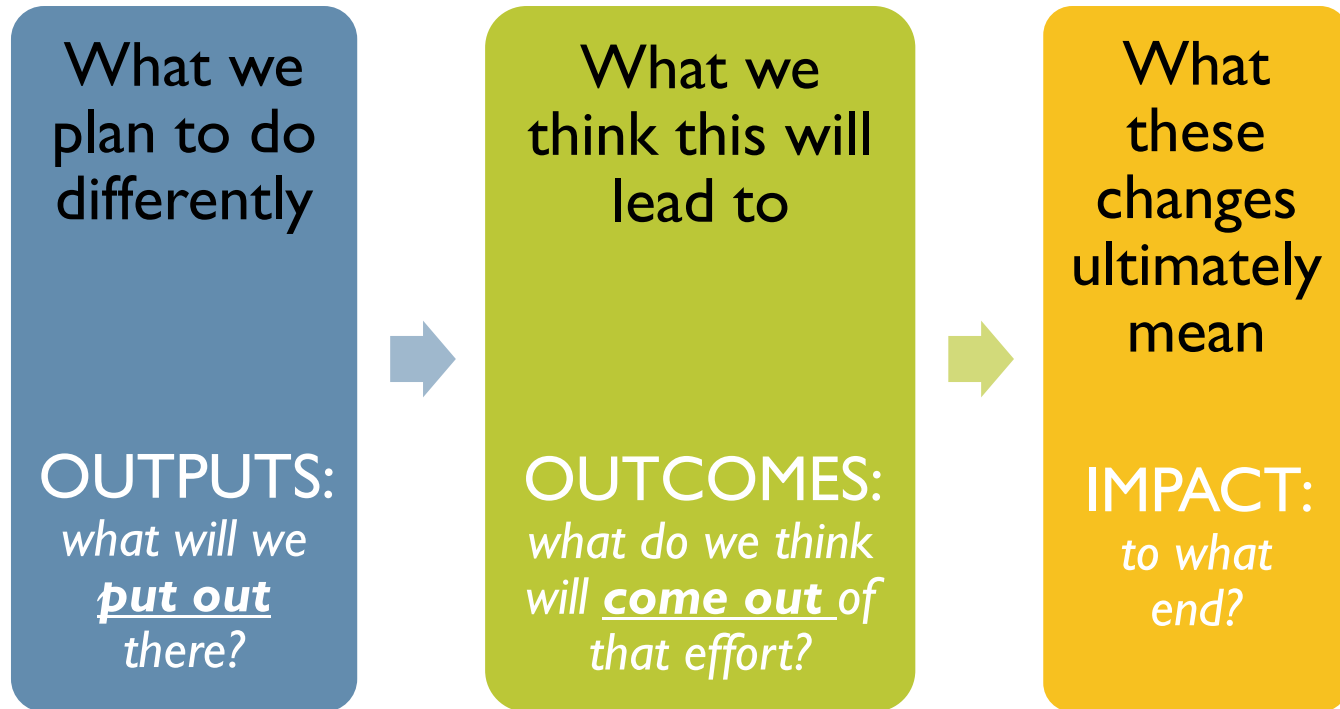 What we
plan to do
differently
OUTPUTS:
what will we
put out
there?
What we
think this will
lead to
OUTCOMES:
what do we think
will come out of
that effort?
What
these
changes
ultimately
mean
IMPACT:
to what
end?